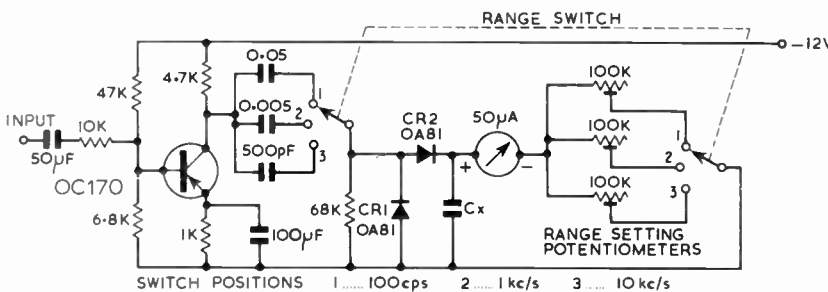 RANGE SWITCH
−12V
0·05
4·7K
47K
1
100K
0·005
2
CR2
OA81
50µA
INPUT
10K
100K
1
500pF
2
50µF
3
+
−
OC170
100K
3
68K
CR1
OA81
Cx
6·8K
1K
100µF
RANGE SETTING
POTENTIOMETERS
SWITCH POSITIONS 1 ...... 100cps 2 ...... 1kc/s 3 ...... 10kc/s